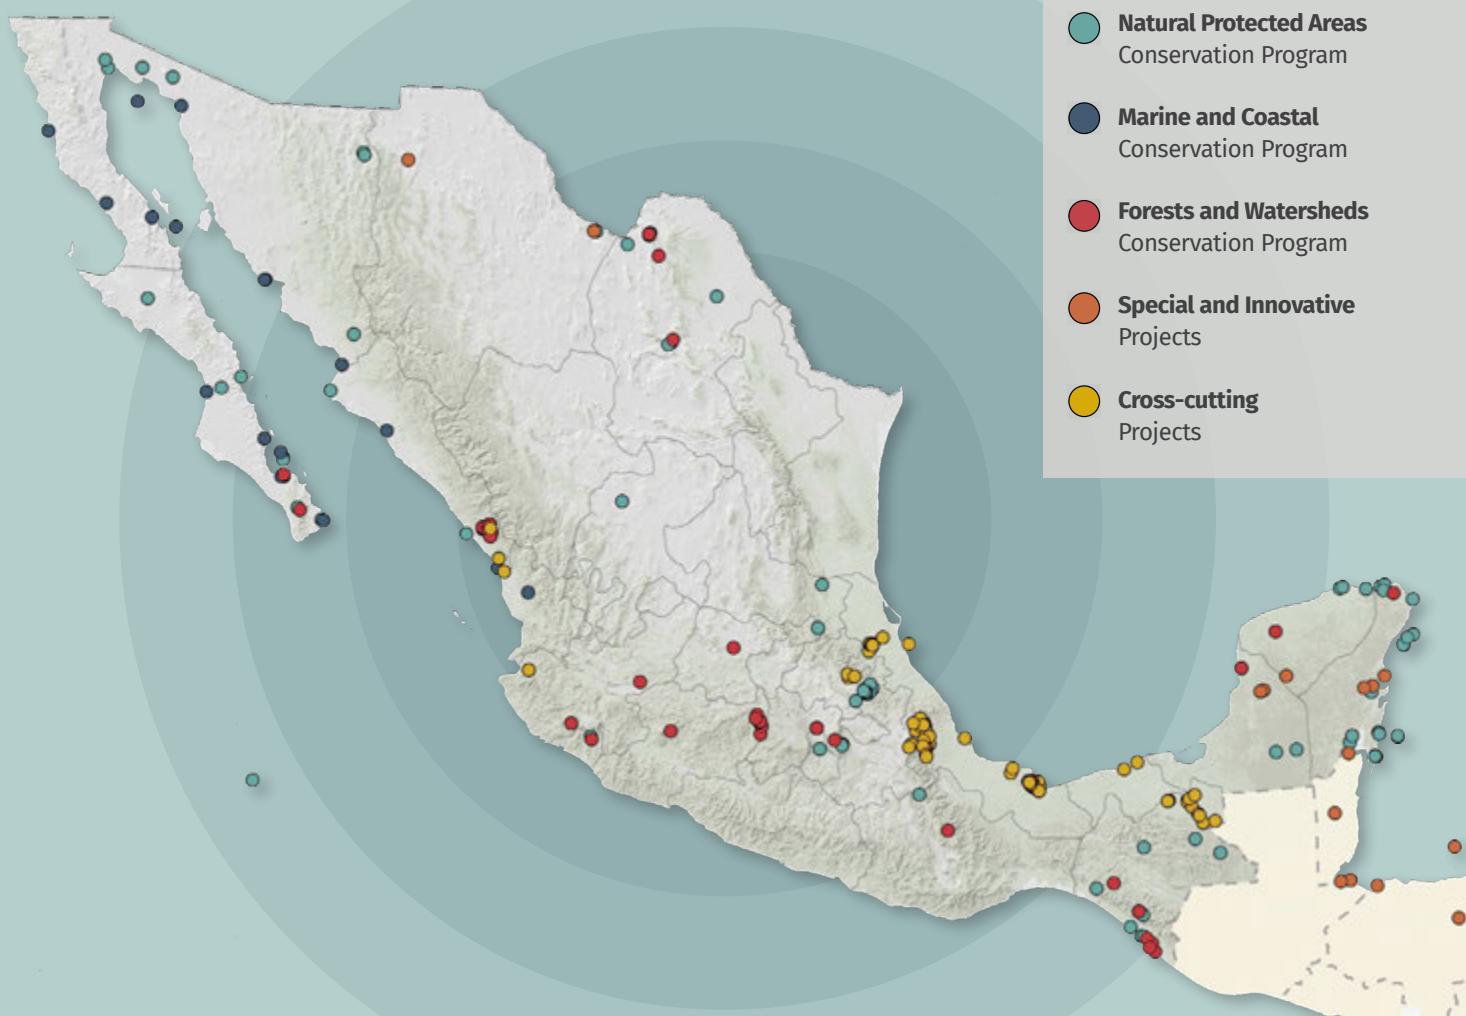 Natural Protected Areas
Conservation Program
Marine and Coastal
Conservation Program
Forests and Watersheds
Conservation Program
Special and Innovative
Projects
Cross-cutting
Projects